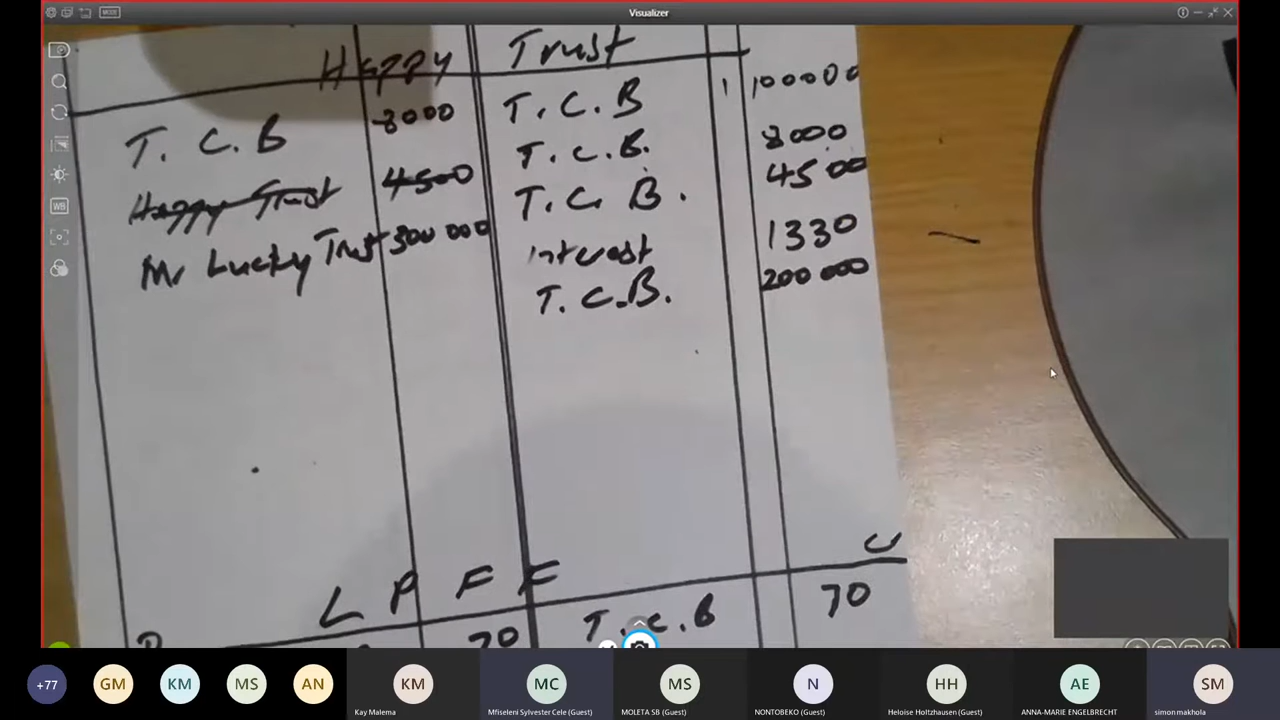 MODE
Visualizer
Happy Trust
T. C. B 8000 T. C. B 1 100000
T. C. B. 8000
Happy Trust 4500 T. C. B. 4500
Mr Lucky Trust 300 000 interest 1330
T. C. B. 200 000
L P F F
70 T. C. B 70
+77
GM
KM
MS
AN
KM
Kay Malema
MC
Mfiseleni Sylvester Cele (Guest)
MS
MOLETA SB (Guest)
N
NONTOBEKO (Guest)
HH
Heloise Holtzhausen (Guest)
AE
ANNA-MARIE ENGELBRECHT
SM
simon makhola